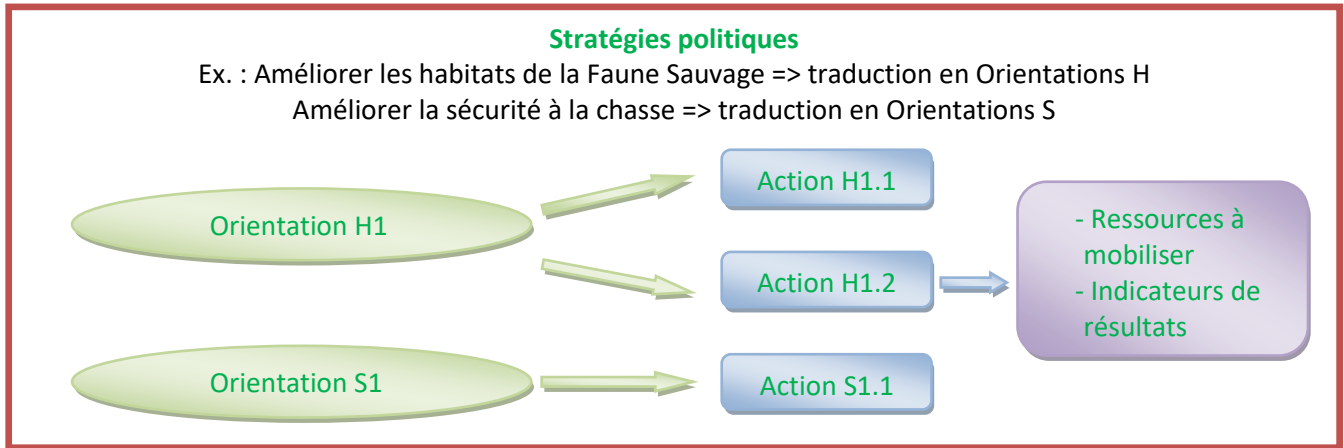 Stratégies politiques
Ex. : Améliorer les habitats de la Faune Sauvage => traduction en Orientations H
Améliorer la sécurité à la chasse => traduction en Orientations S
Orientation H1
Action H1.1
Action H1.2
- Ressources à
mobiliser
- Indicateurs de
résultats
Orientation S1
Action S1.1